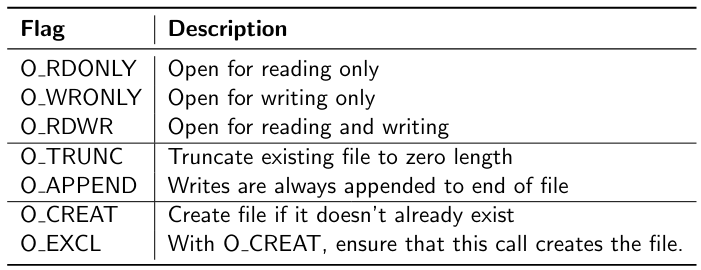 Flag Description
O_RDONLY Open for reading only
O_WRONLY Open for writing only
O_RDWR Open for reading and writing
O_TRUNC Truncate existing file to zero length
O_APPEND Writes are always appended to end of file
O_CREAT Create file if it doesn't already exist
O_EXCL With O_CREAT, ensure that this call creates the file.